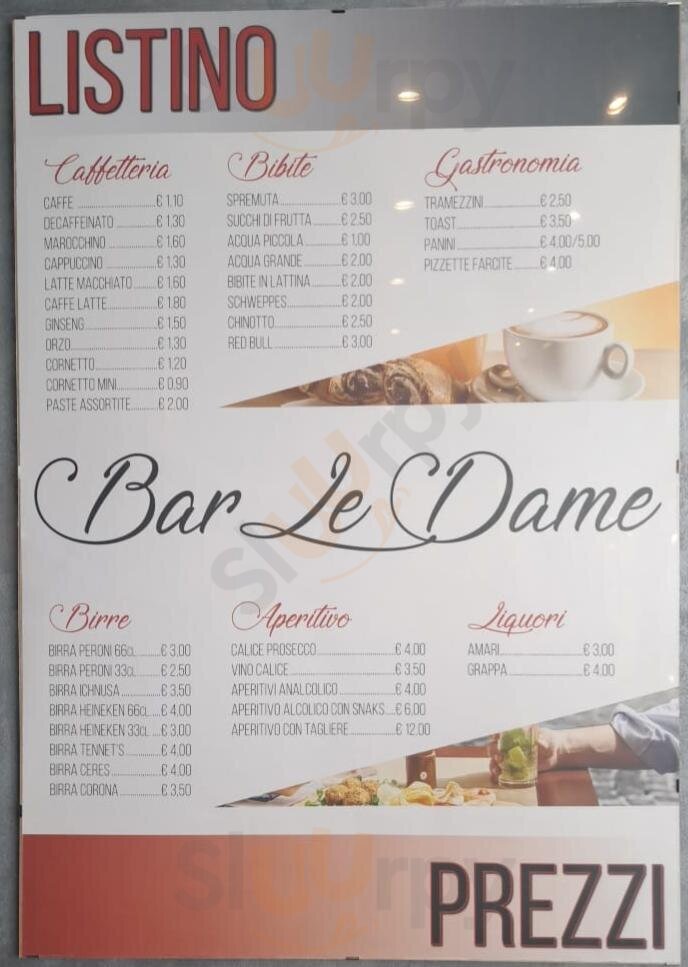 LISTINO
Caffetteria
CAFFE .......... € 1.10
DECAFFEINATO .......... € 1,30
MAROCCHINO .......... € 1,60
CAPPUCCINO .......... € 1,30
LATTE MACCHIATO .......... € 1,60
CAFFE LATTE .......... € 1,80
GINSENG .......... € 1,50
ORZO .......... € 1,30
CORNETTO .......... € 1,20
CORNETTO MINI .......... € 0,90
PASTE ASSORTITE .......... € 2,00
Bibite
SPREMUTA .......... € 3,00
SUCCHI DI FRUTTA .......... € 2,50
ACQUA PICCOLA .......... € 1,00
ACQUA GRANDE .......... € 2,00
BIBITE IN LATTINA .......... € 2,00
SCHWEPPES .......... € 2,00
CHINOTTO .......... € 2,50
RED BULL .......... € 3,00
Gastronomia
TRAMEZZINI .......... € 2,50
TOAST .......... € 3,50
PANINI .......... € 4,00/5,00
PIZZETTE FARCITE .......... € 4,00
Bar Le Dame
Birre
BIRRA PERONI 66CL .......... € 3,00
BIRRA PERONI 33CL .......... € 2,50
BIRRA ICHNUSA .......... € 3,50
BIRRA HEINEKEN 66CL .......... € 4,00
BIRRA HEINEKEN 33CL .......... € 3,00
BIRRA TENNET'S .......... € 4,00
BIRRA CERES .......... € 4,00
BIRRA CORONA .......... € 3,50
Aperitivo
CALICE PROSECCO .......... € 4,00
VINO CALICE .......... € 3,50
APERITIVI ANALCOLICO .......... € 4,00
APERITIVO ALCOLICO CON SNAKS .... € 6,00
APERITIVO CON TAGLIERE .......... € 12,00
Liquori
AMARI .......... € 3,00
GRAPPA .......... € 4,00
PREZZI
sluurpy
sluurpy
sluurpy